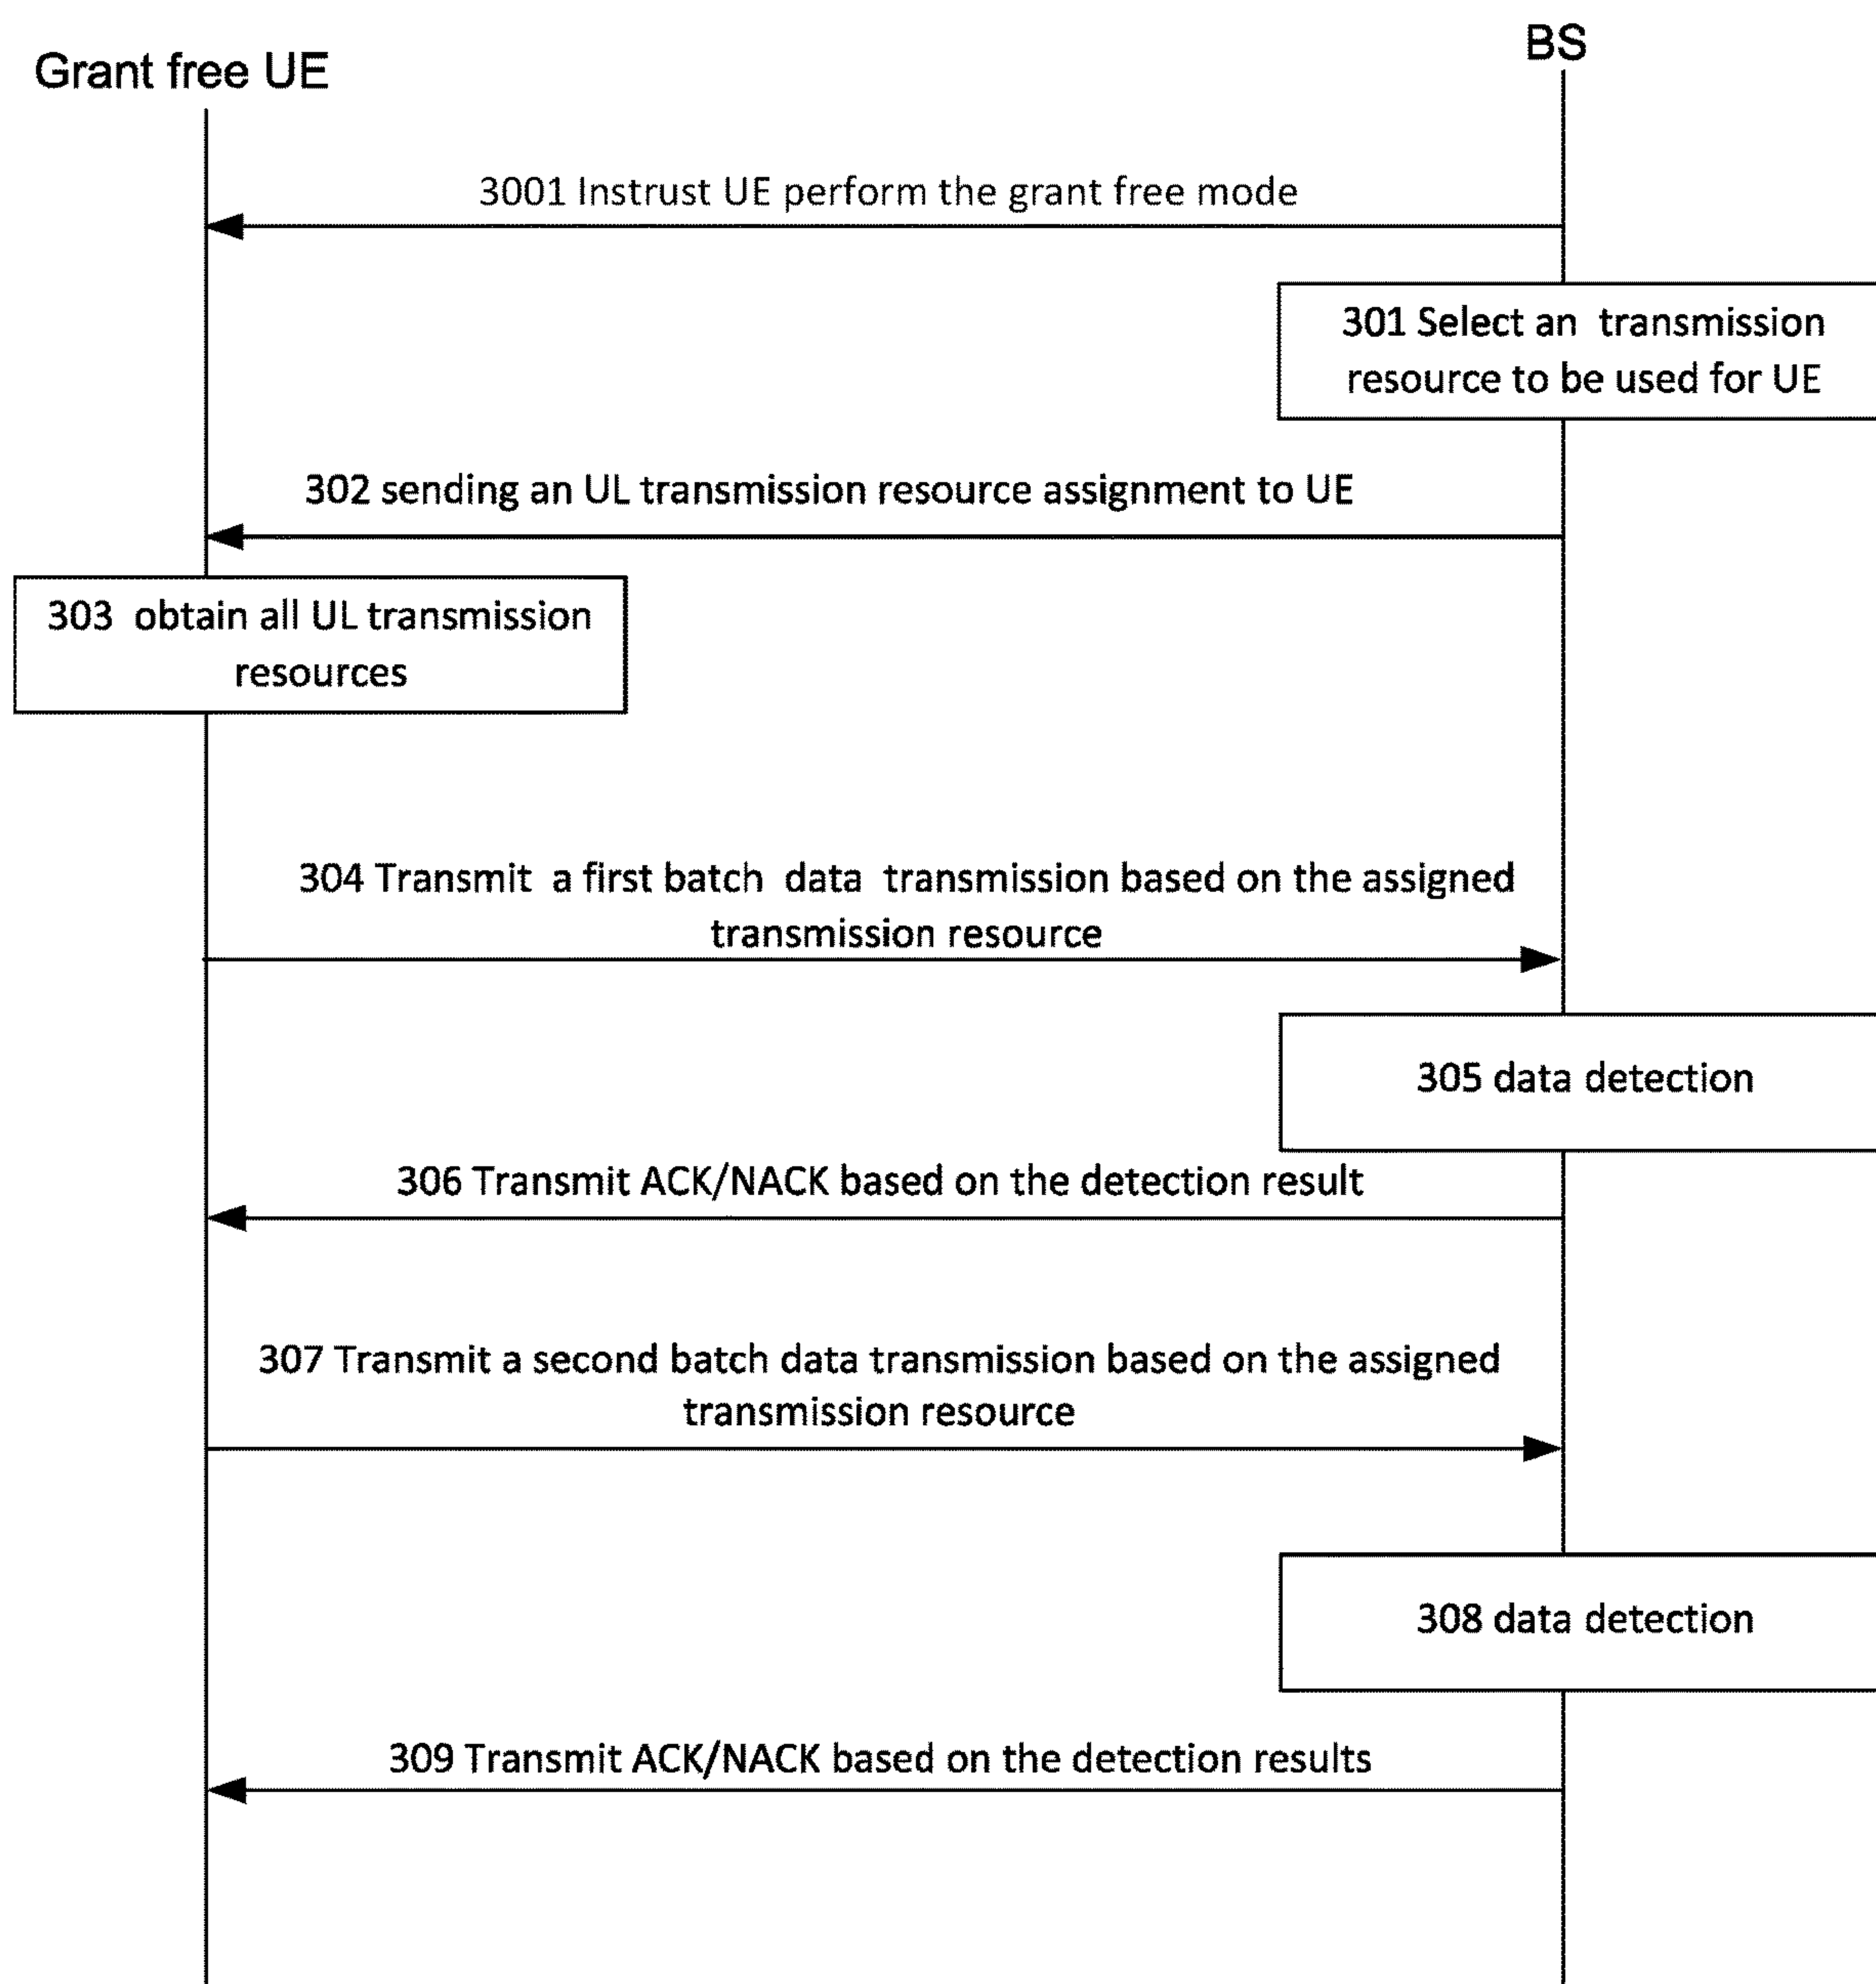 Grant free UE
BS
3001 Instrust UE perform the grant free mode
301 Select an transmission
resource to be used for UE
302 sending an UL transmission resource assignment to UE
303 obtain all UL transmission
resources
304 Transmit a first batch data transmission based on the assigned
transmission resource
305 data detection
306 Transmit ACK/NACK based on the detection result
307 Transmit a second batch data transmission based on the assigned
transmission resource
308 data detection
309 Transmit ACK/NACK based on the detection results